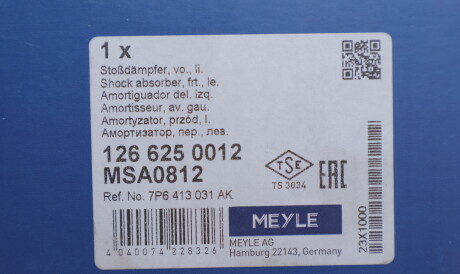 1 x
Stoßdämpfer, vo., li.
Shock absorber, frt., le.
Amortiguador del. izq.
Amortisseur, av. gau.
Amortyzator, przód, l.
Амортизатор, пер., лев.
126 625 0012
MSA0812
TSE
TS 3034
EAC
Ref. No. 7P6 413 031 AK
MEYLE
MEYLE AG
Hamburg 22143, Germany
4 040074 228326
23X1000